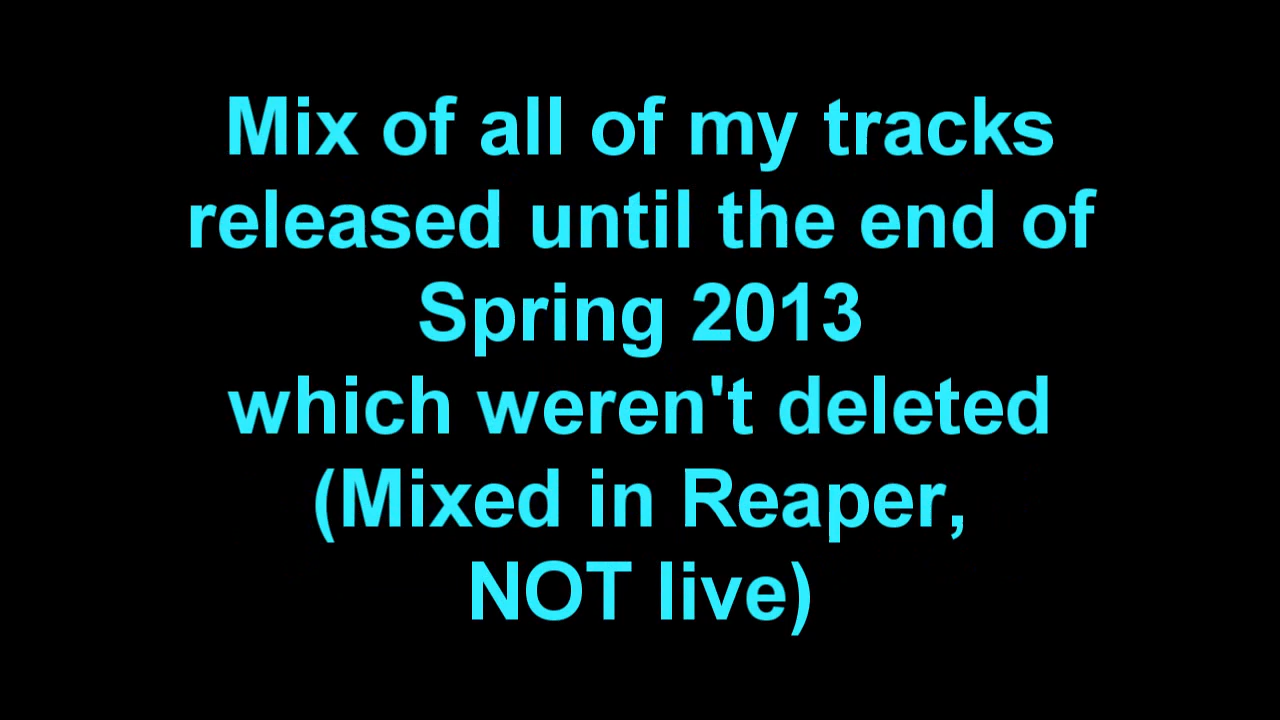 Mix of all of my tracks
released until the end of
Spring 2013
which weren't deleted
(Mixed in Reaper,
NOT live)